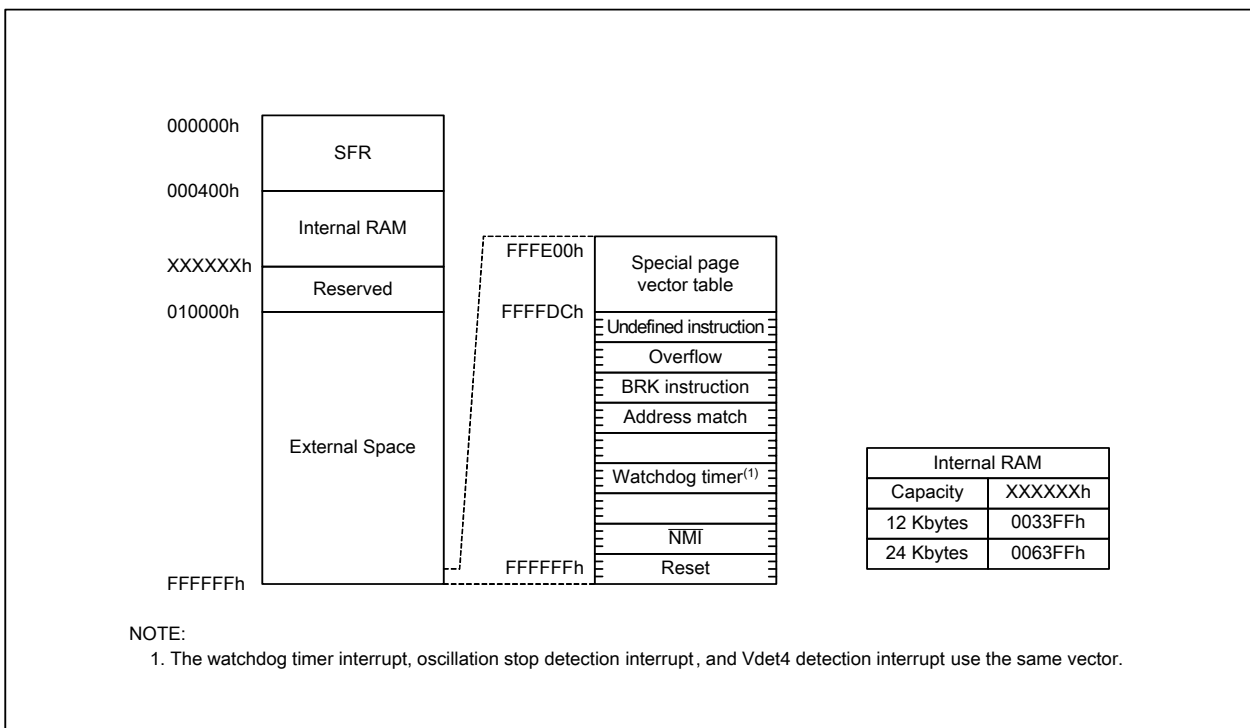 000000h
SFR
000400h
Internal RAM
XXXXXXh
Reserved
010000h
External Space
FFFFFFh
FFFE00h
Special page
vector table
FFFFDCh
Undefined instruction
Overflow
BRK instruction
Address match
Watchdog timer(1)
NMI
FFFFFFh
Reset
Internal RAM
Capacity XXXXXXh
12 Kbytes 0033FFh
24 Kbytes 0063FFh
NOTE:
1. The watchdog timer interrupt, oscillation stop detection interrupt, and Vdet4 detection interrupt use the same vector.